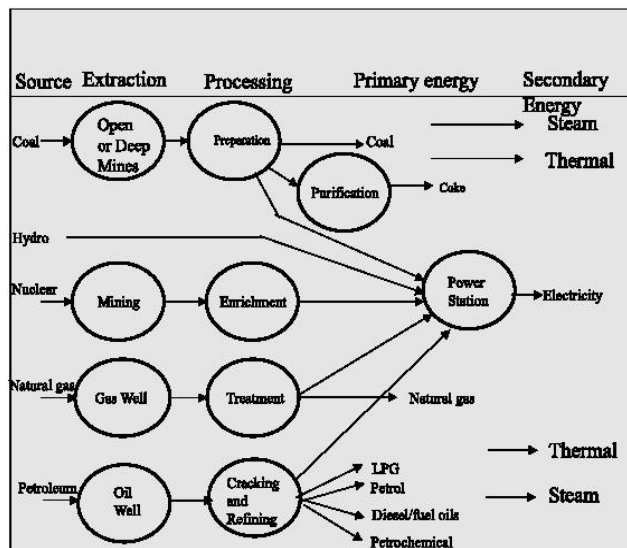 Source Extraction Processing Primary energy Secondary
Energy
Coal
Open
or Deep
Mines
Preparation
Coal
Steam
Thermal
Purification
Coke
Hydro
Nuclear
Mining
Enrichment
Power
Station
Electricity
Natural gas
Gas Well
Treatment
Natural gas
Petroleum
Oil
Wall
Cracking
and
Refining
LPG
Petrol
Diesel/fuel oils
Petrochemical
Thermal
Steam